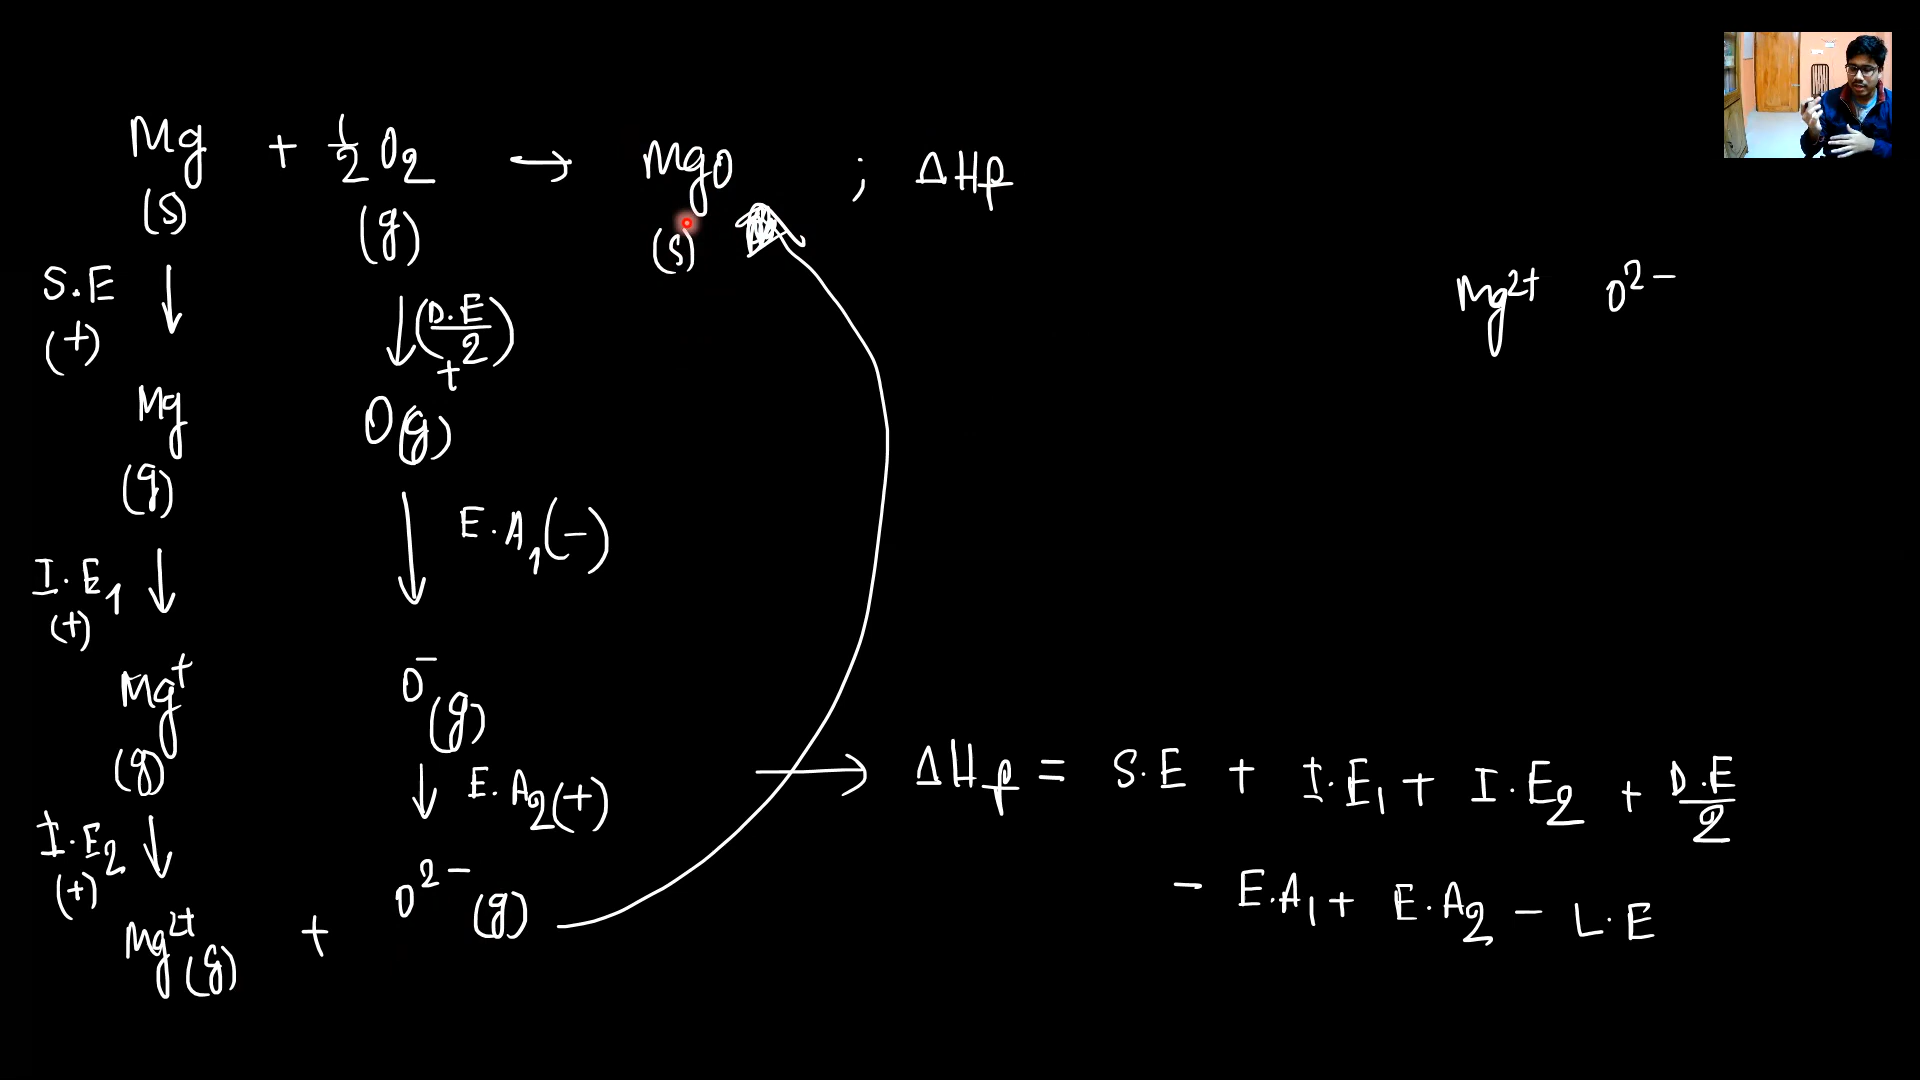 Mg + 1/2 O₂ → MgO ; ΔHf
(s) (g) (s)
Mg²⁺ O²⁻
S.E ↓ ↓ (D.E/2)
(+) +
Mg O(g)
(g)
↓ E.A₁(-)
I.E₁ ↓
(+)
Mg⁺ O⁻(g)
(g)
↓ E.A₂(+)
→ ΔHf = S.E + I.E₁ + I.E₂ + D.E/2
I.E₂ ↓
(+)
- E.A₁ + E.A₂ - L.E
Mg²⁺(g) + O²⁻(g)